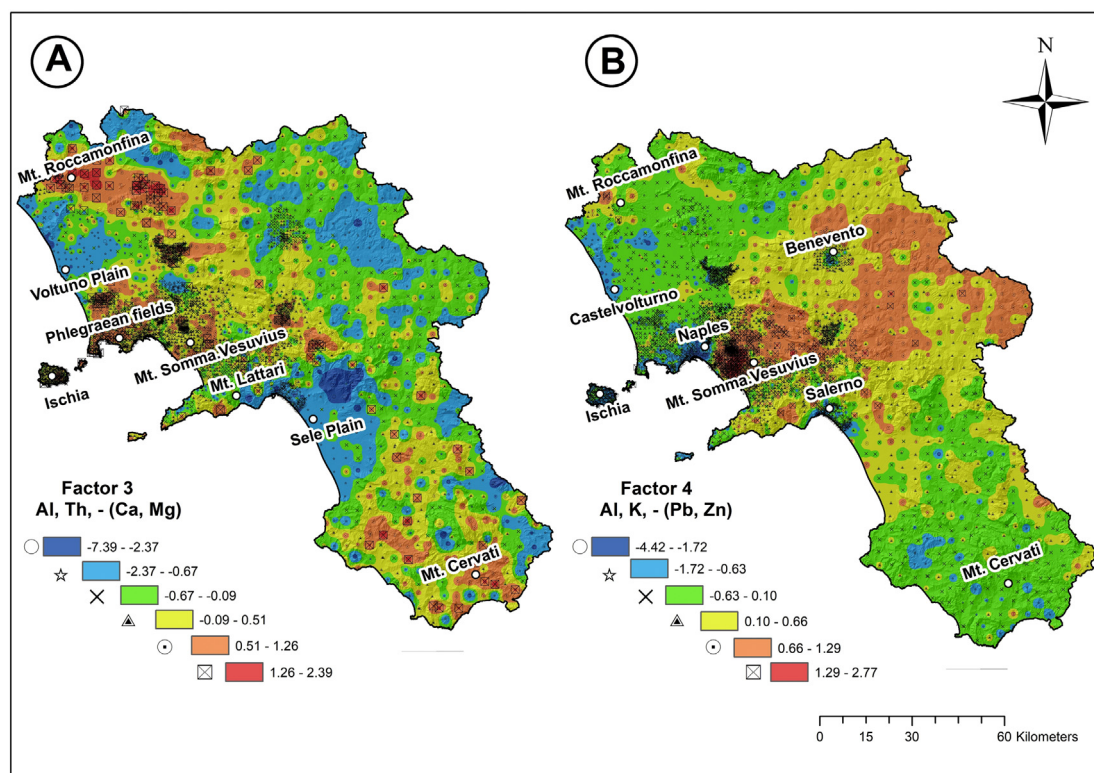 A
B
N
Mt. Roccamonfina
Voltuno Plain
Phlegraean fields
Mt. Somma Vesuvius
Mt. Lattari
Ischia
Sele Plain
Mt. Cervati
Factor 3
Al, Th, - (Ca, Mg)
-7.39 - -2.37
-2.37 - -0.67
-0.67 - -0.09
-0.09 - 0.51
0.51 - 1.26
1.26 - 2.39
Mt. Roccamonfina
Benevento
Castelvolturno
Naples
Mt. Somma.Vesuvius
Salerno
Ischia
Mt. Cervati
Factor 4
Al, K, - (Pb, Zn)
-4.42 - -1.72
-1.72 - -0.63
-0.63 - 0.10
0.10 - 0.66
0.66 - 1.29
1.29 - 2.77
0 15 30 60 Kilometers